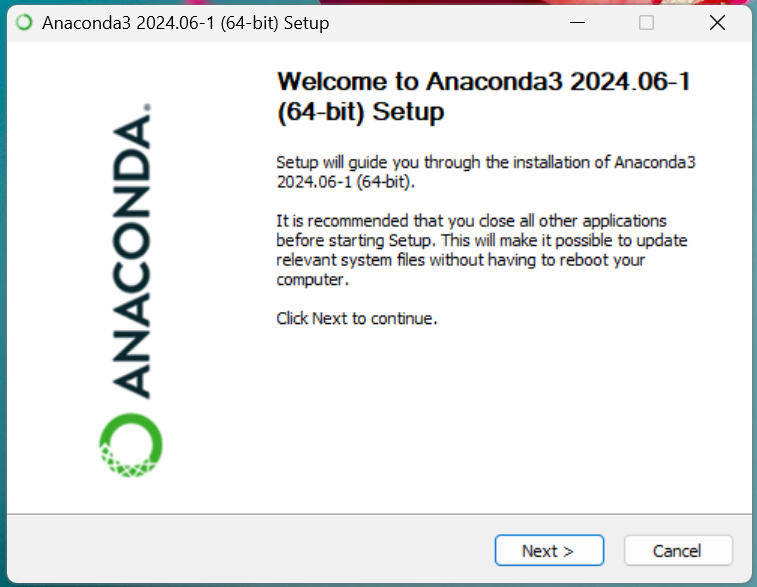 Anaconda3 2024.06-1 (64-bit) Setup
ANACONDA.
Welcome to Anaconda3 2024.06-1
(64-bit) Setup
Setup will guide you through the installation of Anaconda3
2024.06-1 (64-bit).
It is recommended that you close all other applications
before starting Setup. This will make it possible to update
relevant system files without having to reboot your
computer.
Click Next to continue.
Next >
Cancel